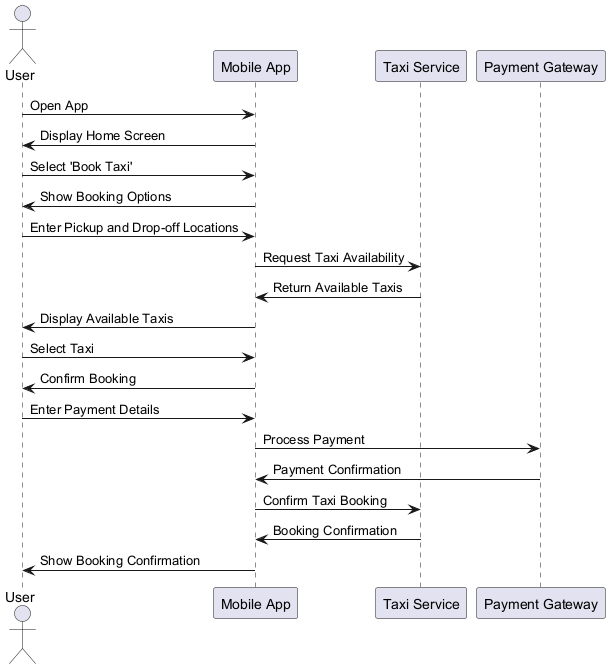 User
Mobile App
Taxi Service
Payment Gateway
Open App
Display Home Screen
Select 'Book Taxi'
Show Booking Options
Enter Pickup and Drop-off Locations
Request Taxi Availability
Return Available Taxis
Display Available Taxis
Select Taxi
Confirm Booking
Enter Payment Details
Process Payment
Payment Confirmation
Confirm Taxi Booking
Booking Confirmation
Show Booking Confirmation
User
Mobile App
Taxi Service
Payment Gateway